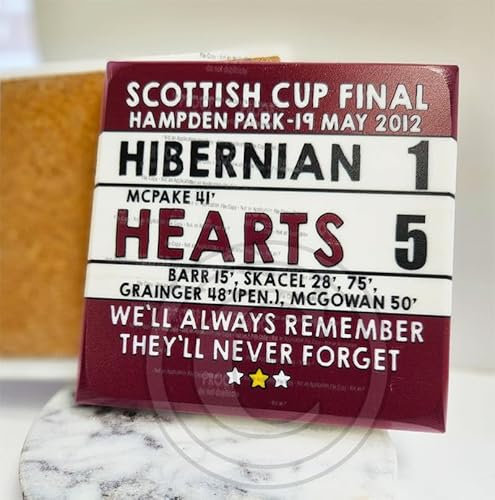 SCOTTISH CUP FINAL
HAMPDEN PARK-19 MAY 2012
HIBERNIAN 1
MCPAKE 41'
HEARTS 5
BARR 15', SKACEL 28', 75',
GRAINGER 48'(PEN.), MCGOWAN 50'
WE'LL ALWAYS REMEMBER
THEY'LL NEVER FORGET